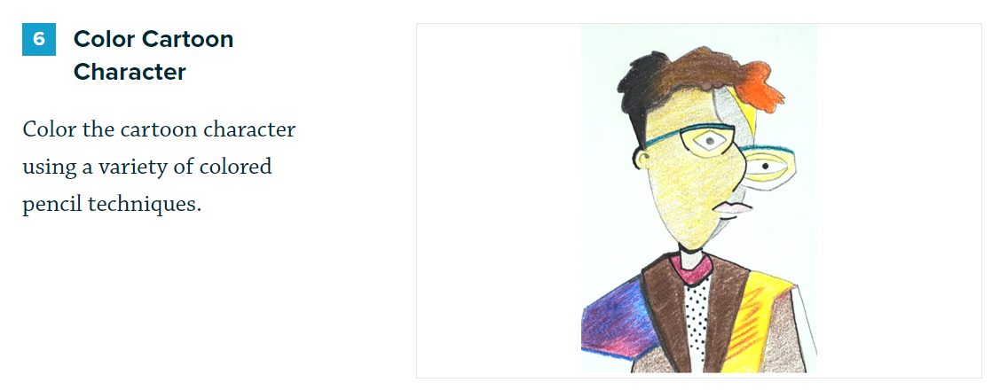 6 Color Cartoon
Character
Color the cartoon character
using a variety of colored
pencil techniques.